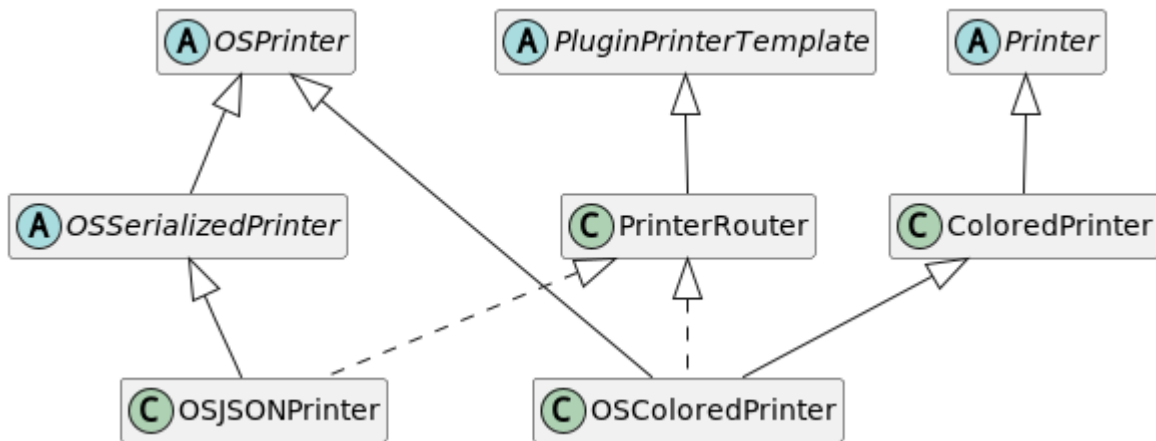 A OSPrinter
A PluginPrinterTemplate
A Printer
A OSSerializedPrinter
C PrinterRouter
C ColoredPrinter
C OSJSONPrinter
C OSColoredPrinter